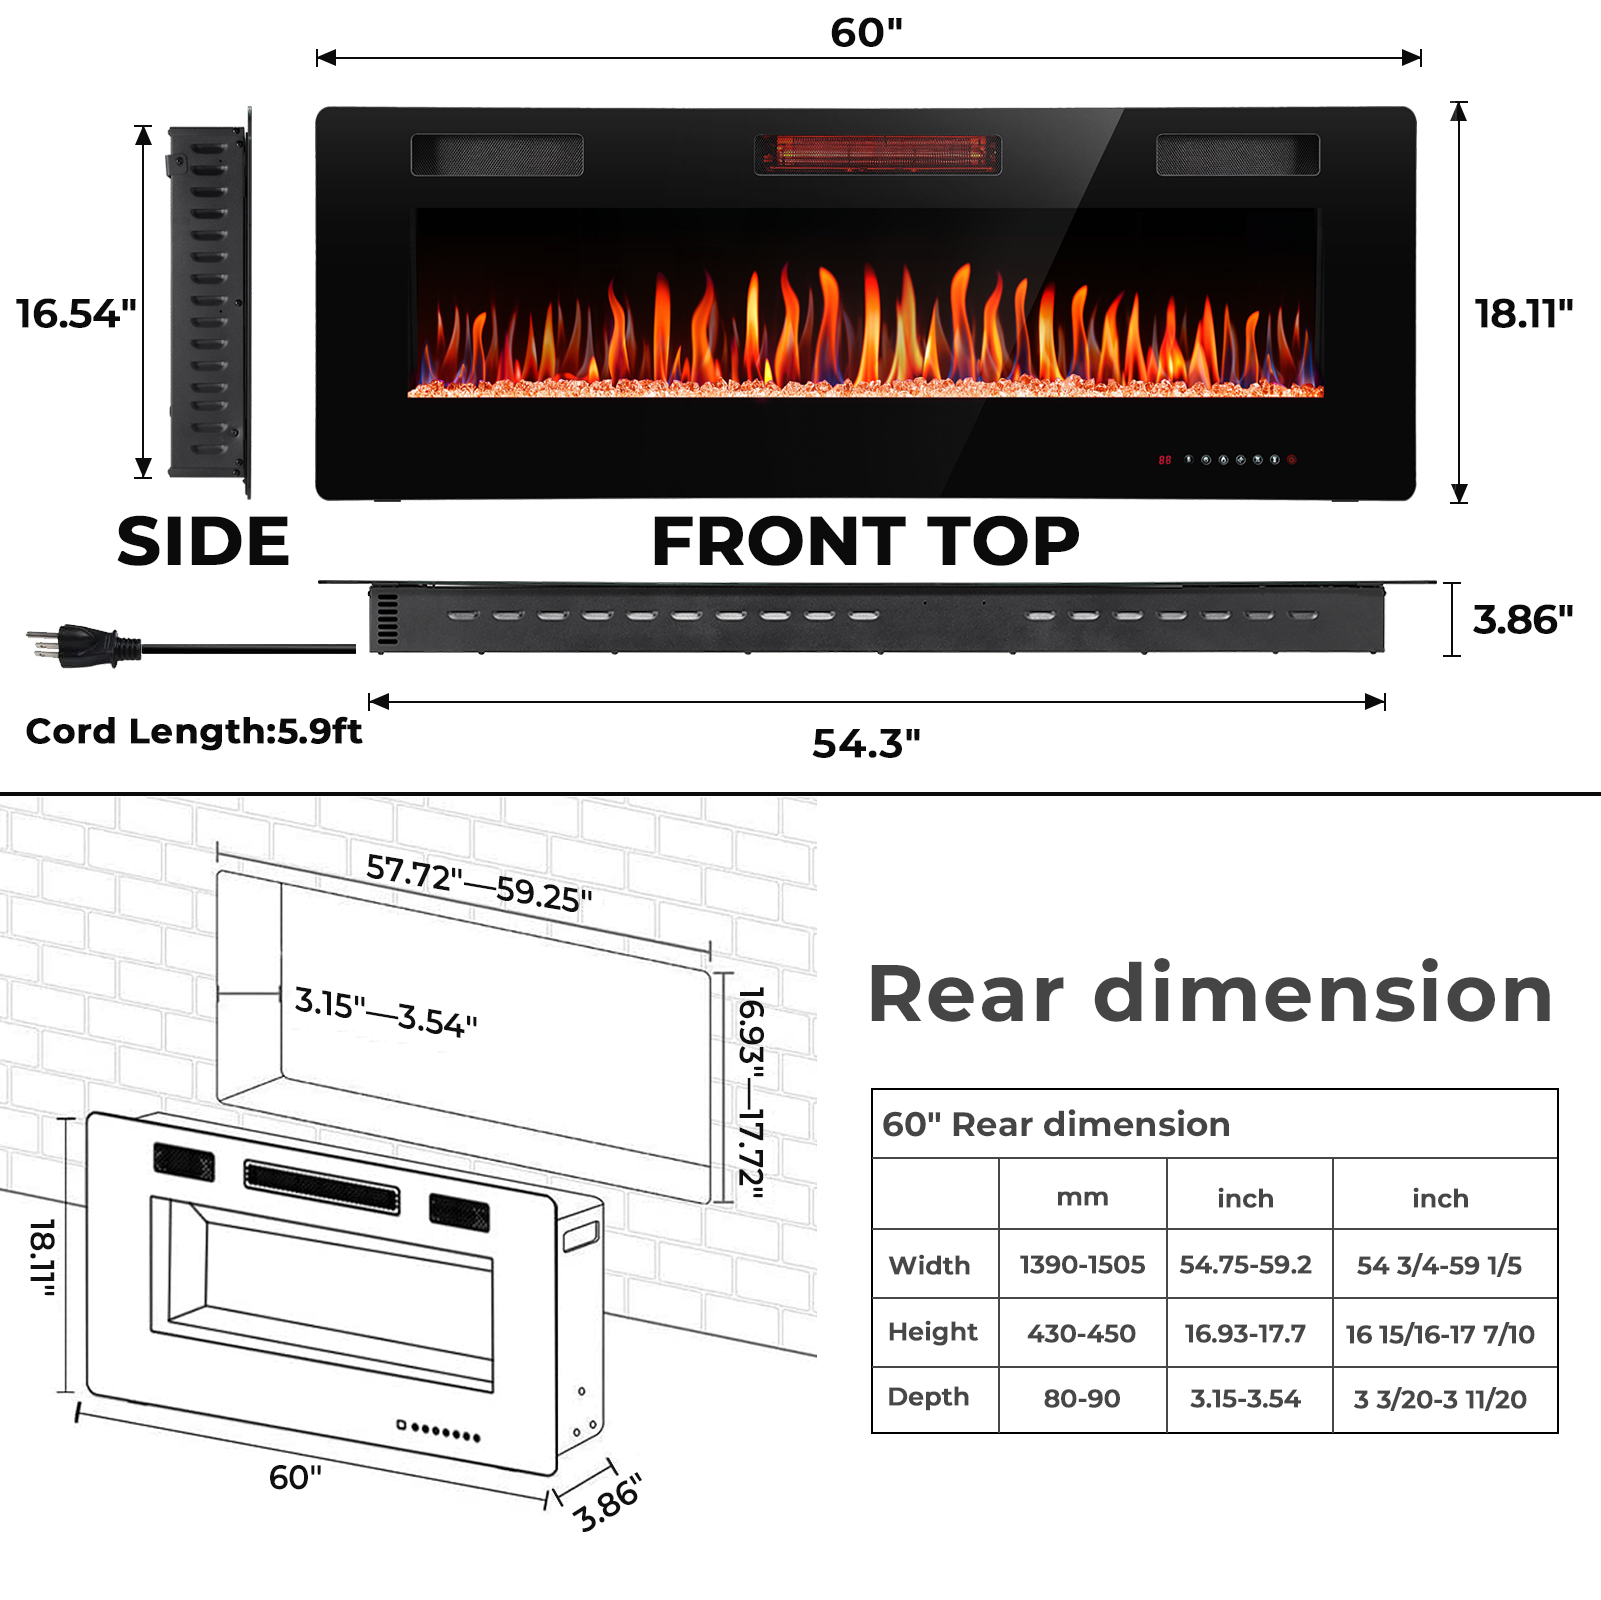 60"
16.54"
18.11"
88
SIDE
FRONT TOP
3.86"
Cord Length:5.9ft
54.3"
57.72"—59.25"
3.15"—3.54"
16.93"—17.72"
18.11"
60"
3.86"
Rear dimension
60" Rear dimension
mm inch inch
Width 1390-1505 54.75-59.2 54 3/4-59 1/5
Height 430-450 16.93-17.7 16 15/16-17 7/10
Depth 80-90 3.15-3.54 3 3/20-3 11/20